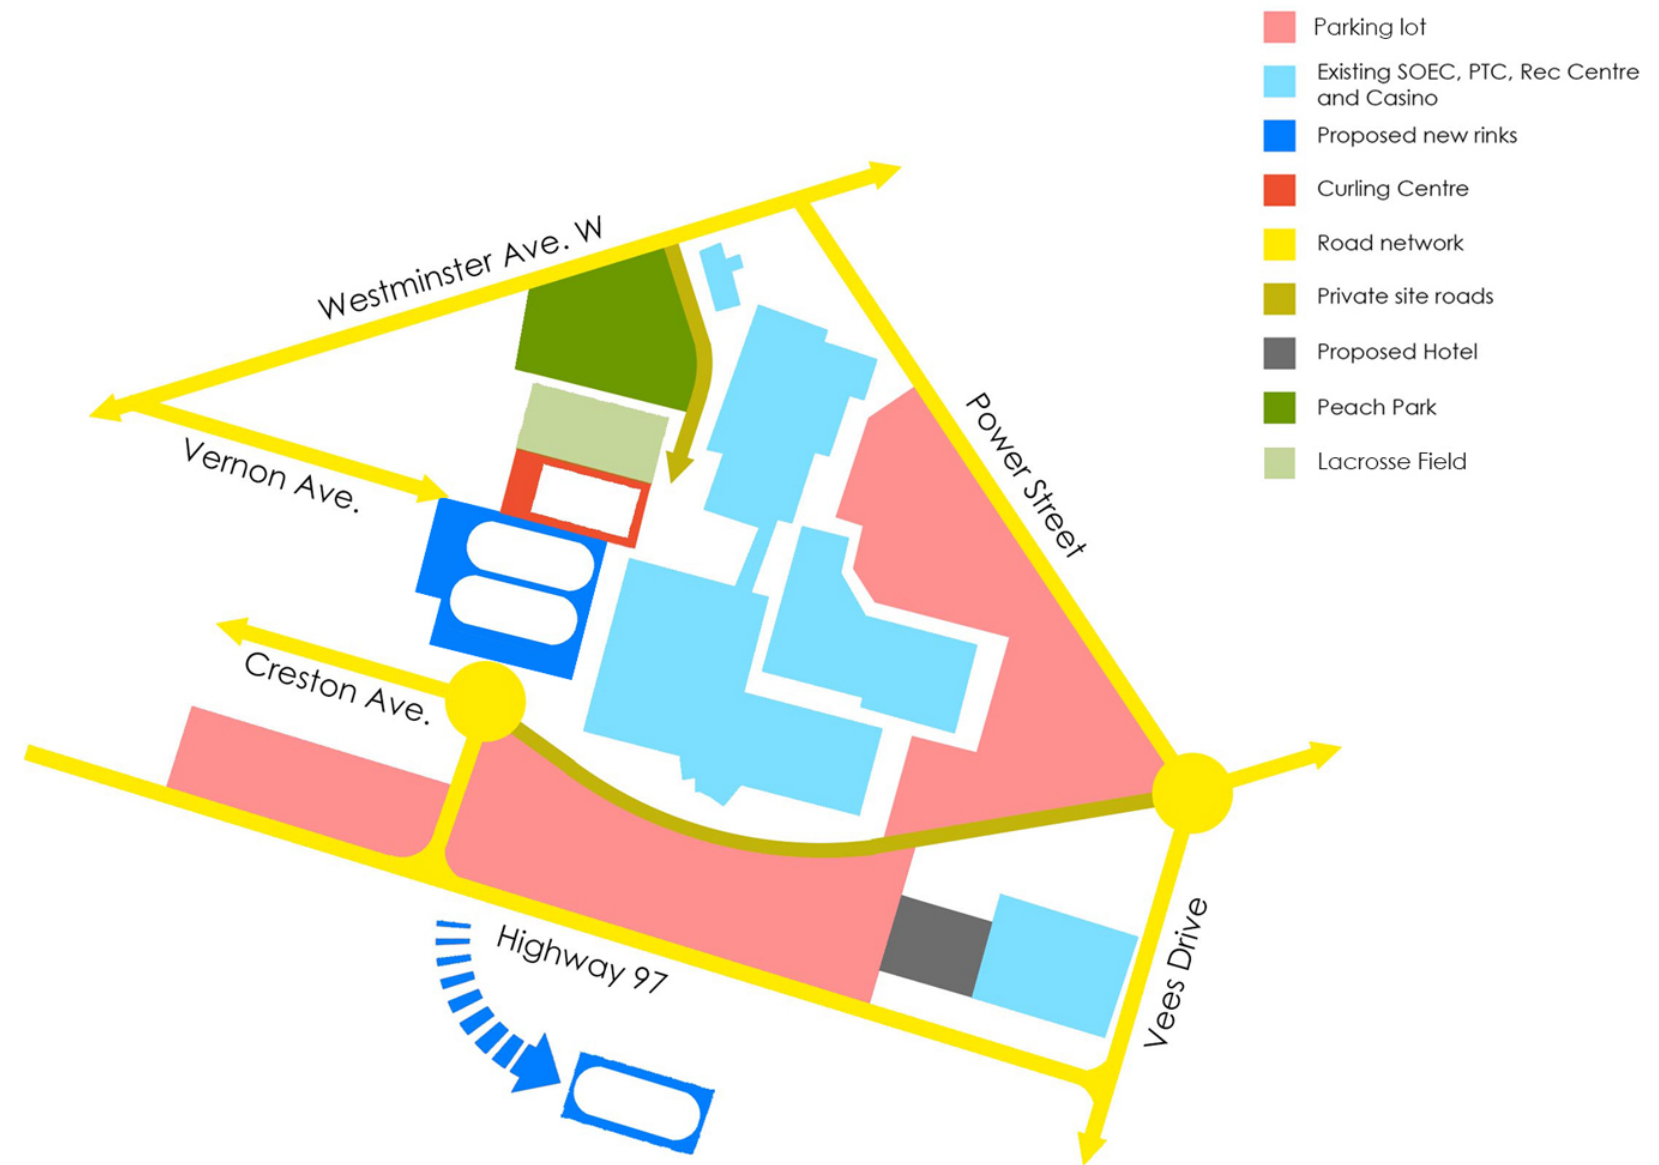 Parking lot
Existing SOEC, PTC, Rec Centre
and Casino
Proposed new rinks
Curling Centre
Road network
Private site roads
Proposed Hotel
Peach Park
Lacrosse Field
Westminster Ave. W
Vernon Ave.
Power Street
Creston Ave.
Highway 97
Vees Drive